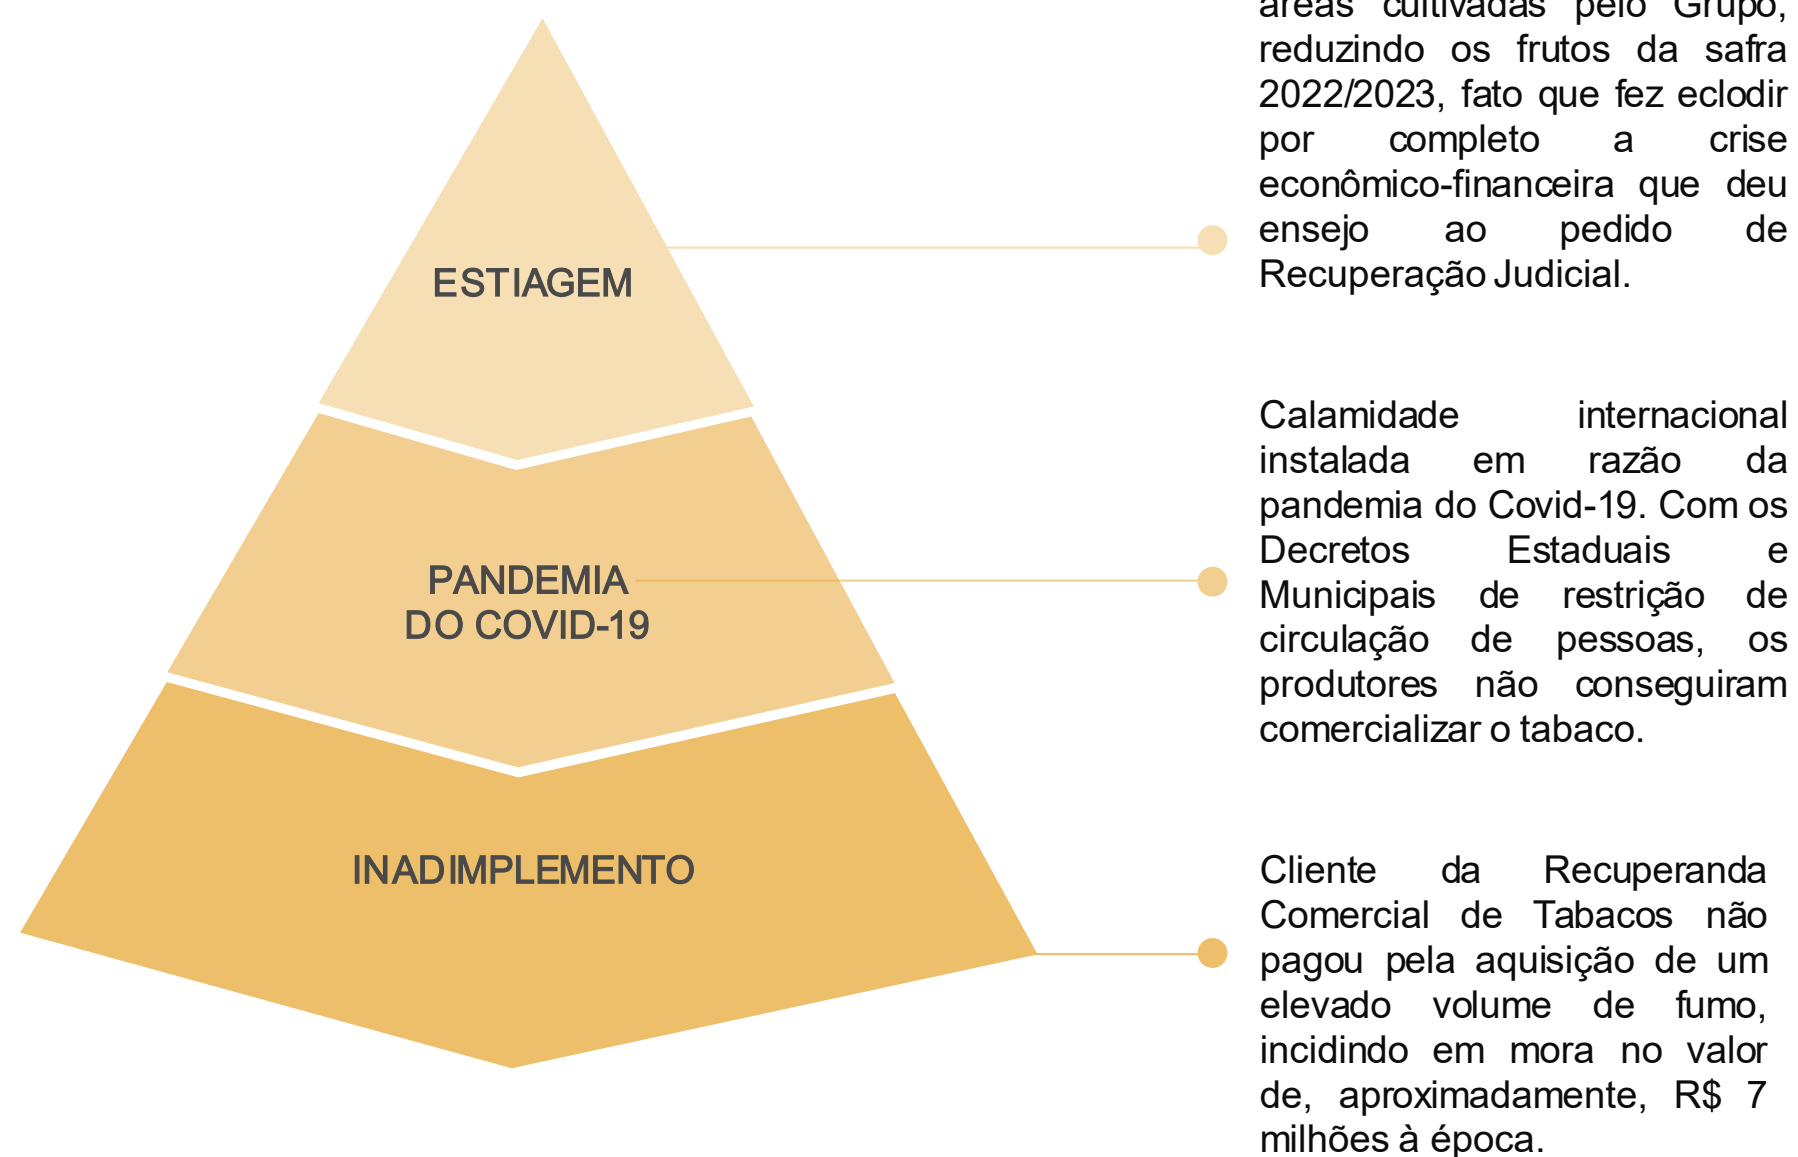 áreas cultivadas pelo Grupo,
reduzindo os frutos da safra
2022/2023, fato que fez eclodir
por completo a crise
econômico-financeira que deu
ensejo ao pedido de
Recuperação Judicial.
ESTIAGEM
Calamidade internacional
instalada em razão da
pandemia do Covid-19. Com os
Decretos Estaduais e
Municipais de restrição de
circulação de pessoas, os
produtores não conseguiram
comercializar o tabaco.
PANDEMIA
DO COVID-19
Cliente da Recuperanda
Comercial de Tabacos não
pagou pela aquisição de um
elevado volume de fumo,
incidindo em mora no valor
de, aproximadamente, R$ 7
milhões à época.
INADIMPLEMENTO